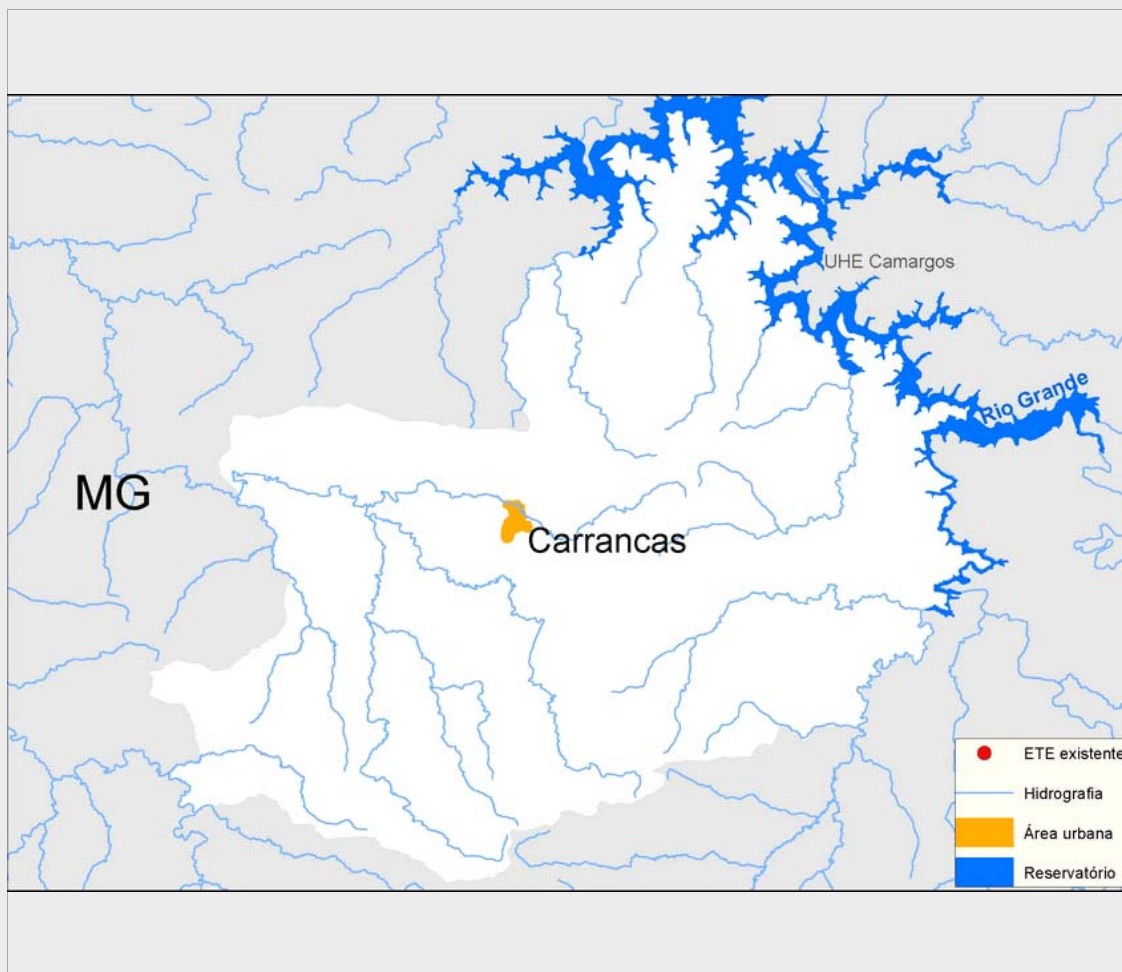 UHE Camargos
Rio Grande
MG
Carrancas
ETE existente
Hidrografia
Área urbana
Reservatório